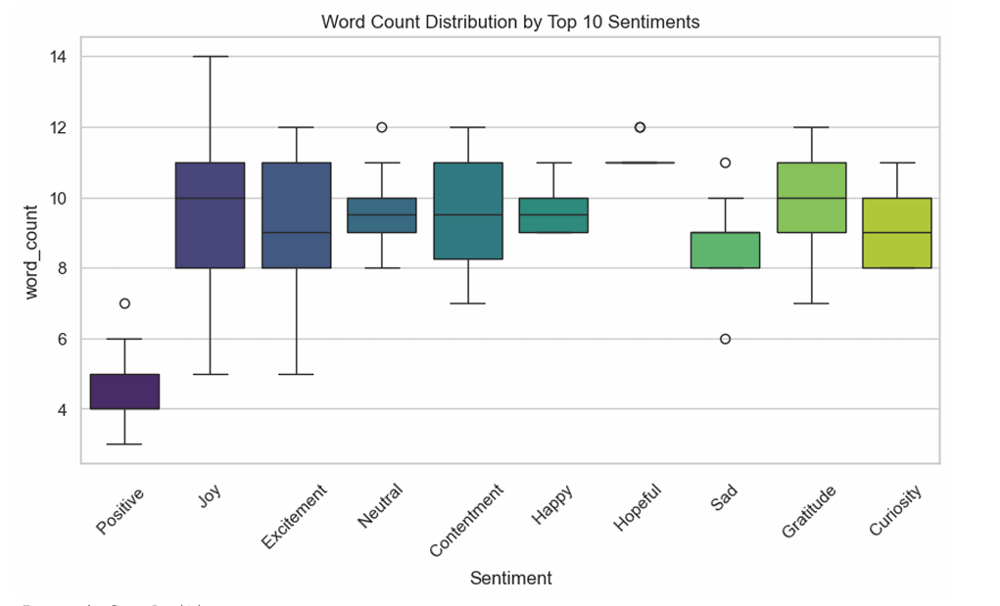 Word Count Distribution by Top 10 Sentiments
14
12
10
8
6
4
word_count
Positive
Joy
Excitement
Neutral
Contentment
Happy
Hopeful
Sad
Gratitude
Curiosity
Sentiment